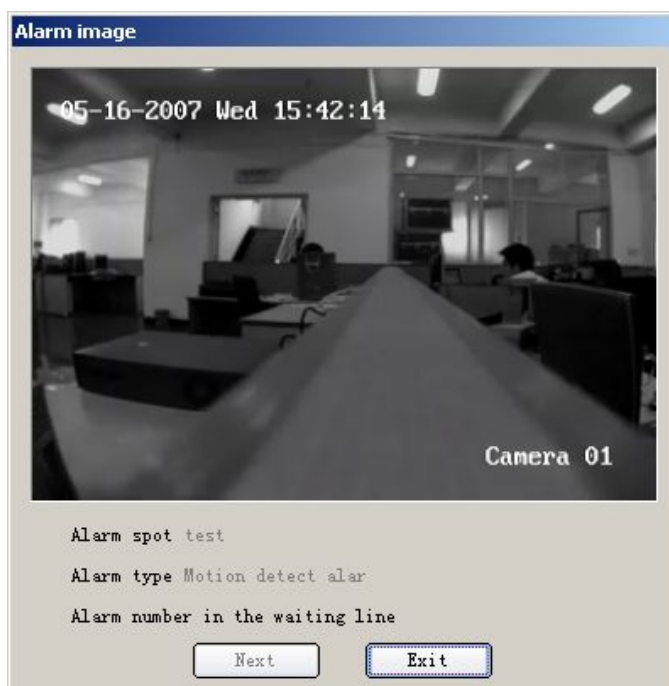 Alarm image
05-16-2007 Wed 15:42:14
Camera 01
Alarm spot test
Alarm type Motion detect alar
Alarm number in the waiting line
Next
Exit